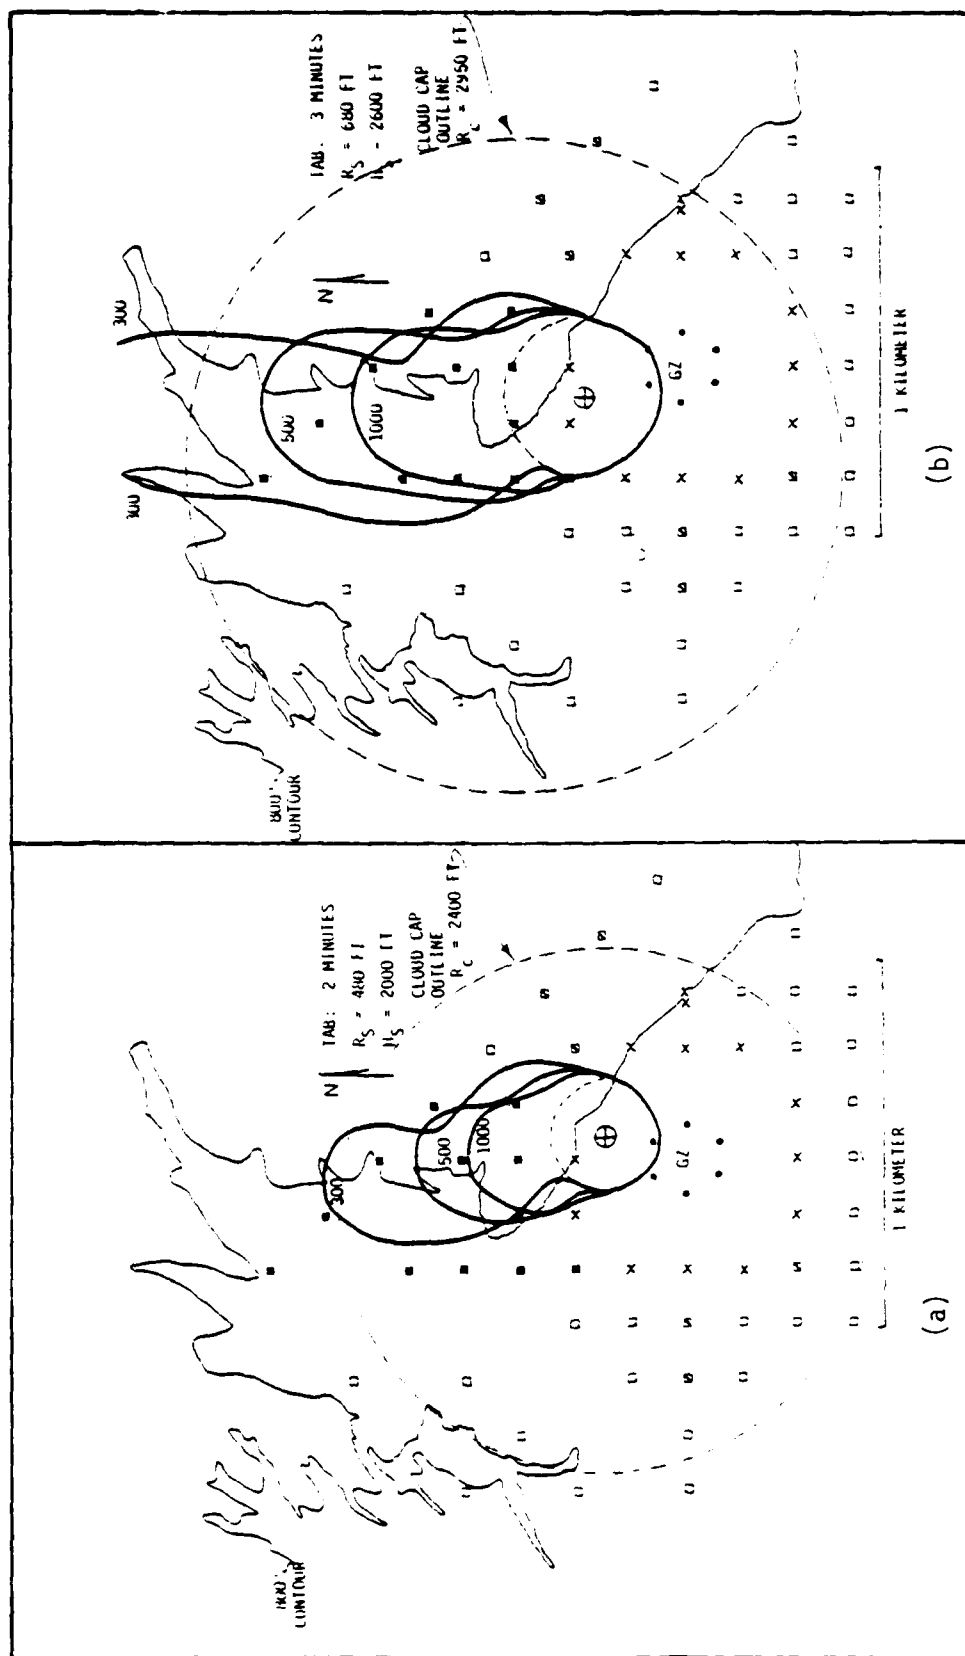 TAB: 2 MINUTES
R_S = 480 FT
H_S = 2000 FT
CLOUD CAP
OUTLINE
R_C = 2400 FT
N
300
500
1000
GZ
800'
CONTOUR
1 KILOMETER
(a)
TAB: 3 MINUTES
R_S = 680 FT
- 2600 FT
CLOUD CAP
OUTLINE
R_C = 2950 FT
N
300
300
500
1000
GZ
800'
CONTOUR
1 KILOMETER
(b)